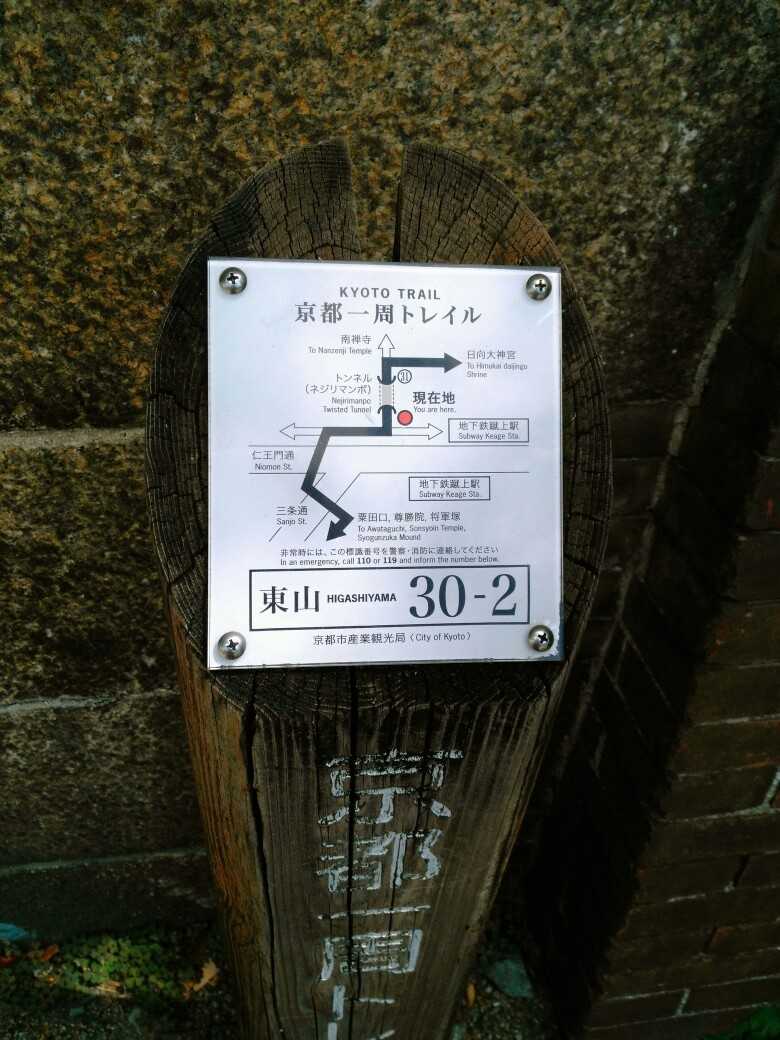 KYOTO TRAIL
京都一周トレイル
南禅寺
To Nanzenji Temple
日向大神宮
To Himukai daijingu
Shrine
トンネル
(ネジリマンポ)
Nejirimanpo
Twisted Tunnel
31
現在地
You are here.
地下鉄蹴上駅
Subway Keage Sta.
仁王門通
Niomon St.
地下鉄蹴上駅
Subway Keage Sta.
三条通
Sanjo St.
粟田口, 尊勝院, 将軍塚
To Awataguchi, Sonsyoin Temple,
Syogunzuka Mound
非常時には、この標識番号を警察・消防に連絡してください
In an emergency, call 110 or 119 and inform the number below.
東山 HIGASHIYAMA 30-2
京都市産業観光局 (City of Kyoto)
京都一周ト